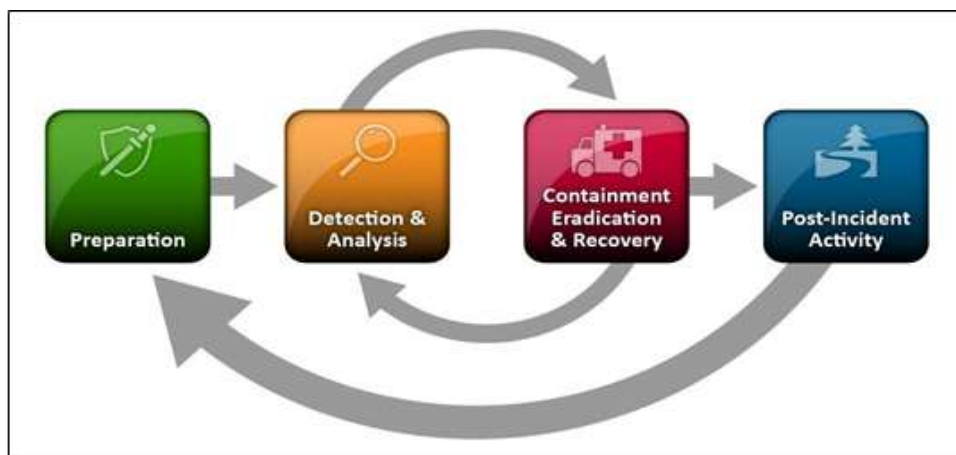 Preparation
Detection &
Analysis
Containment
Eradication
& Recovery
Post-Incident
Activity